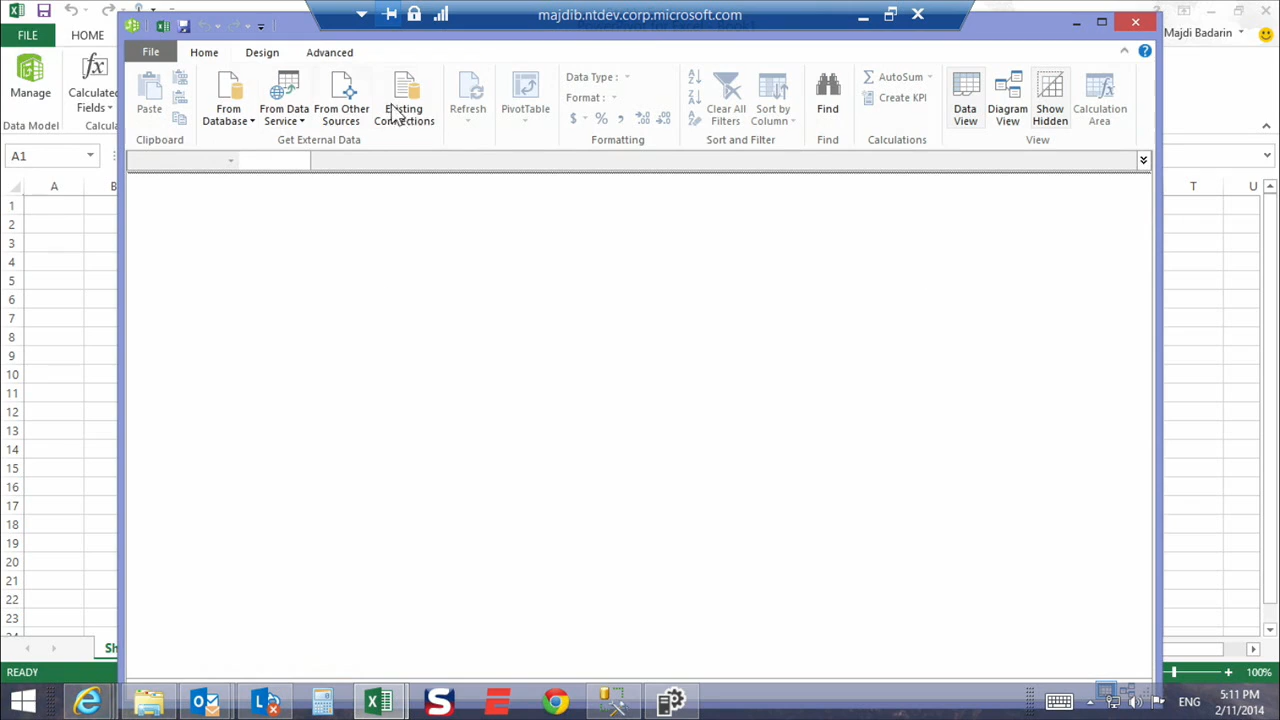 majdib.ntdev.corp.microsoft.com
Majdi Badarin
FILE
HOME
File
Home
Design
Advanced
Manage
Calculated
Fields
Data Model
Paste
From
Database
From Data
Service
From Other
Sources
Existing
Connections
Refresh
PivotTable
Data Type :
Format :
$ % ,
Clear All
Filters
Sort by
Column
Find
AutoSum
Create KPI
Data
View
Diagram
View
Show
Hidden
Calculation
Area
Clipboard
Get External Data
Formatting
Sort and Filter
Find
Calculations
View
A1
A
B
T
U
1
2
3
4
5
6
7
8
9
10
11
12
13
14
15
16
17
18
19
20
21
22
23
READY
100%
ENG
5:11 PM
2/11/2014